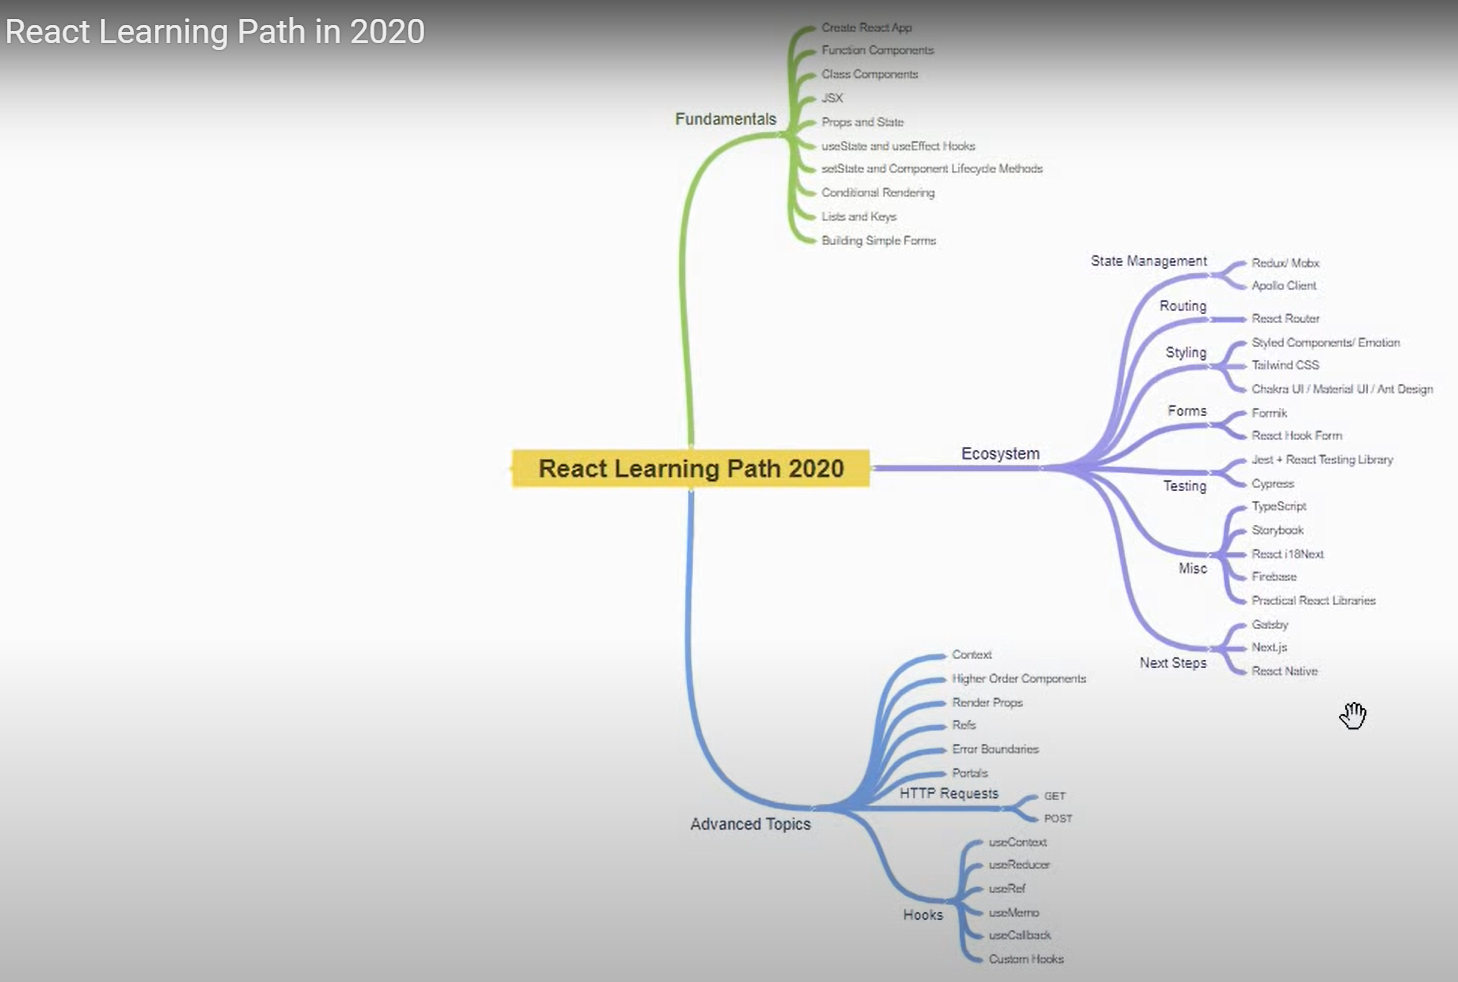 React Learning Path in 2020
Fundamentals
Create React App
Function Components
Class Components
JSX
Props and State
useState and useEffect Hooks
setState and Component Lifecycle Methods
Conditional Rendering
Lists and Keys
Building Simple Forms
React Learning Path 2020
Ecosystem
State Management
Redux/ Mobx
Apollo Client
Routing
React Router
Styling
Styled Components/ Emotion
Tailwind CSS
Chakra UI / Material UI / Ant Design
Forms
Formik
React Hook Form
Testing
Jest + React Testing Library
Cypress
Misc
TypeScript
Storybook
React i18Next
Firebase
Practical React Libraries
Next Steps
Gatsby
Next.js
React Native
Advanced Topics
Context
Higher Order Components
Render Props
Refs
Error Boundaries
Portals
HTTP Requests
GET
POST
Hooks
useContext
useReducer
useRef
useMemo
useCallback
Custom Hooks